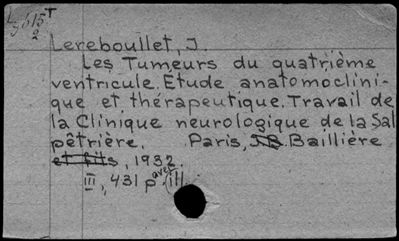 615 T
2
Lereboullet, J.
Les Tumeurs du quatrième
ventricule. Etude anatomoclini-
que et thérapeutique. Travail de
la Clinique neurologique de la Sal
pêtrière. Paris, J.B. Baillière
et fils, 1932.
III, 431 p. avec ill